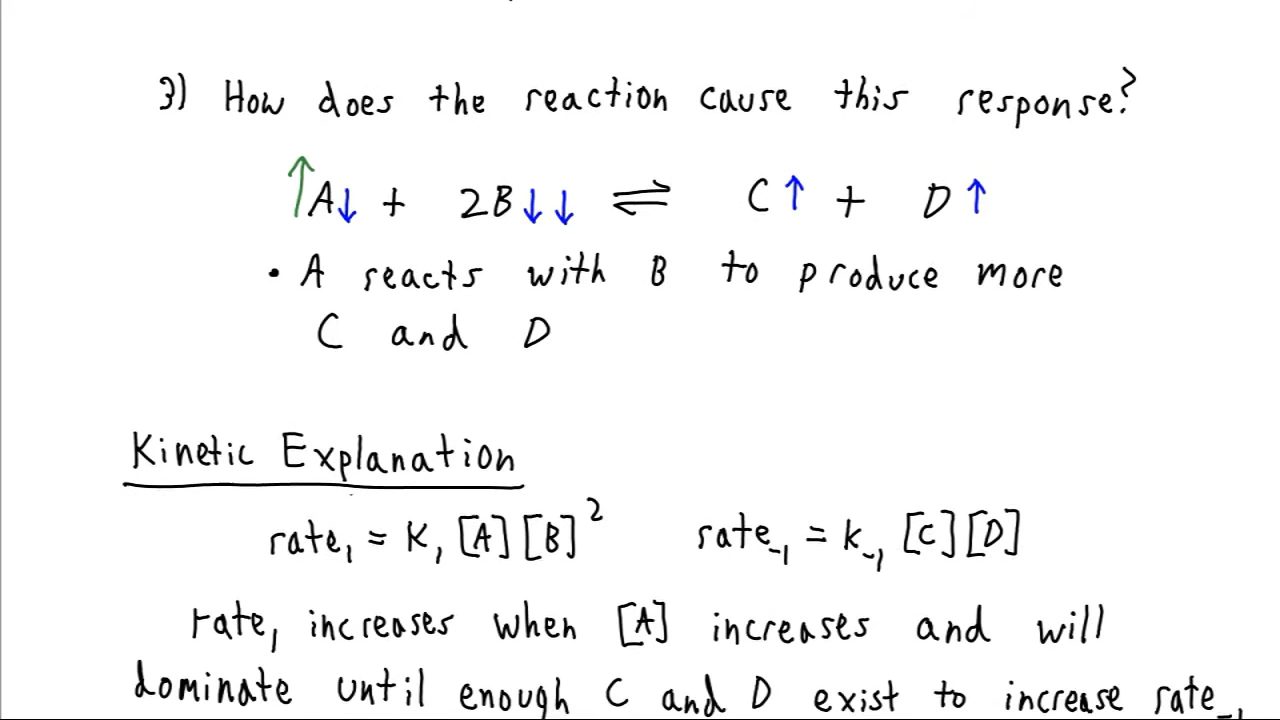 3) How does the reaction cause this response?
↑A↓ + 2B↓↓ ⇌ C↑ + D↑
• A reacts with B to produce more
C and D
Kinetic Explanation
rate₁ = K₁ [A][B]² rate₋₁ = k₋₁ [C][D]
rate₁ increases when [A] increases and will
dominate until enough C and D exist to increase rate₋₁